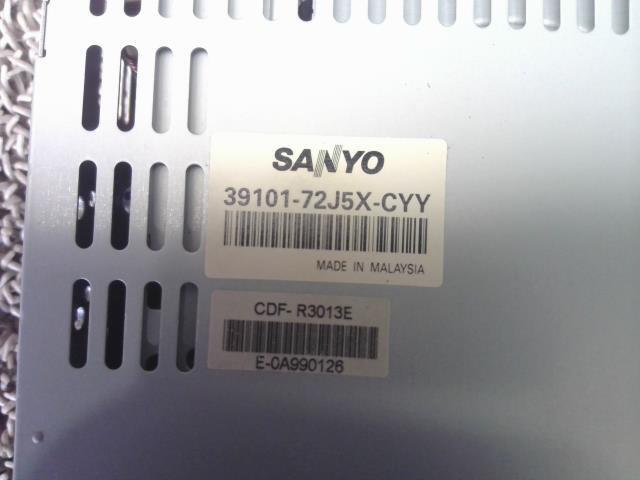 SANYO
39101-72J5X-CYY
MADE IN MALAYSIA
CDF- R3013E
E-0A990126